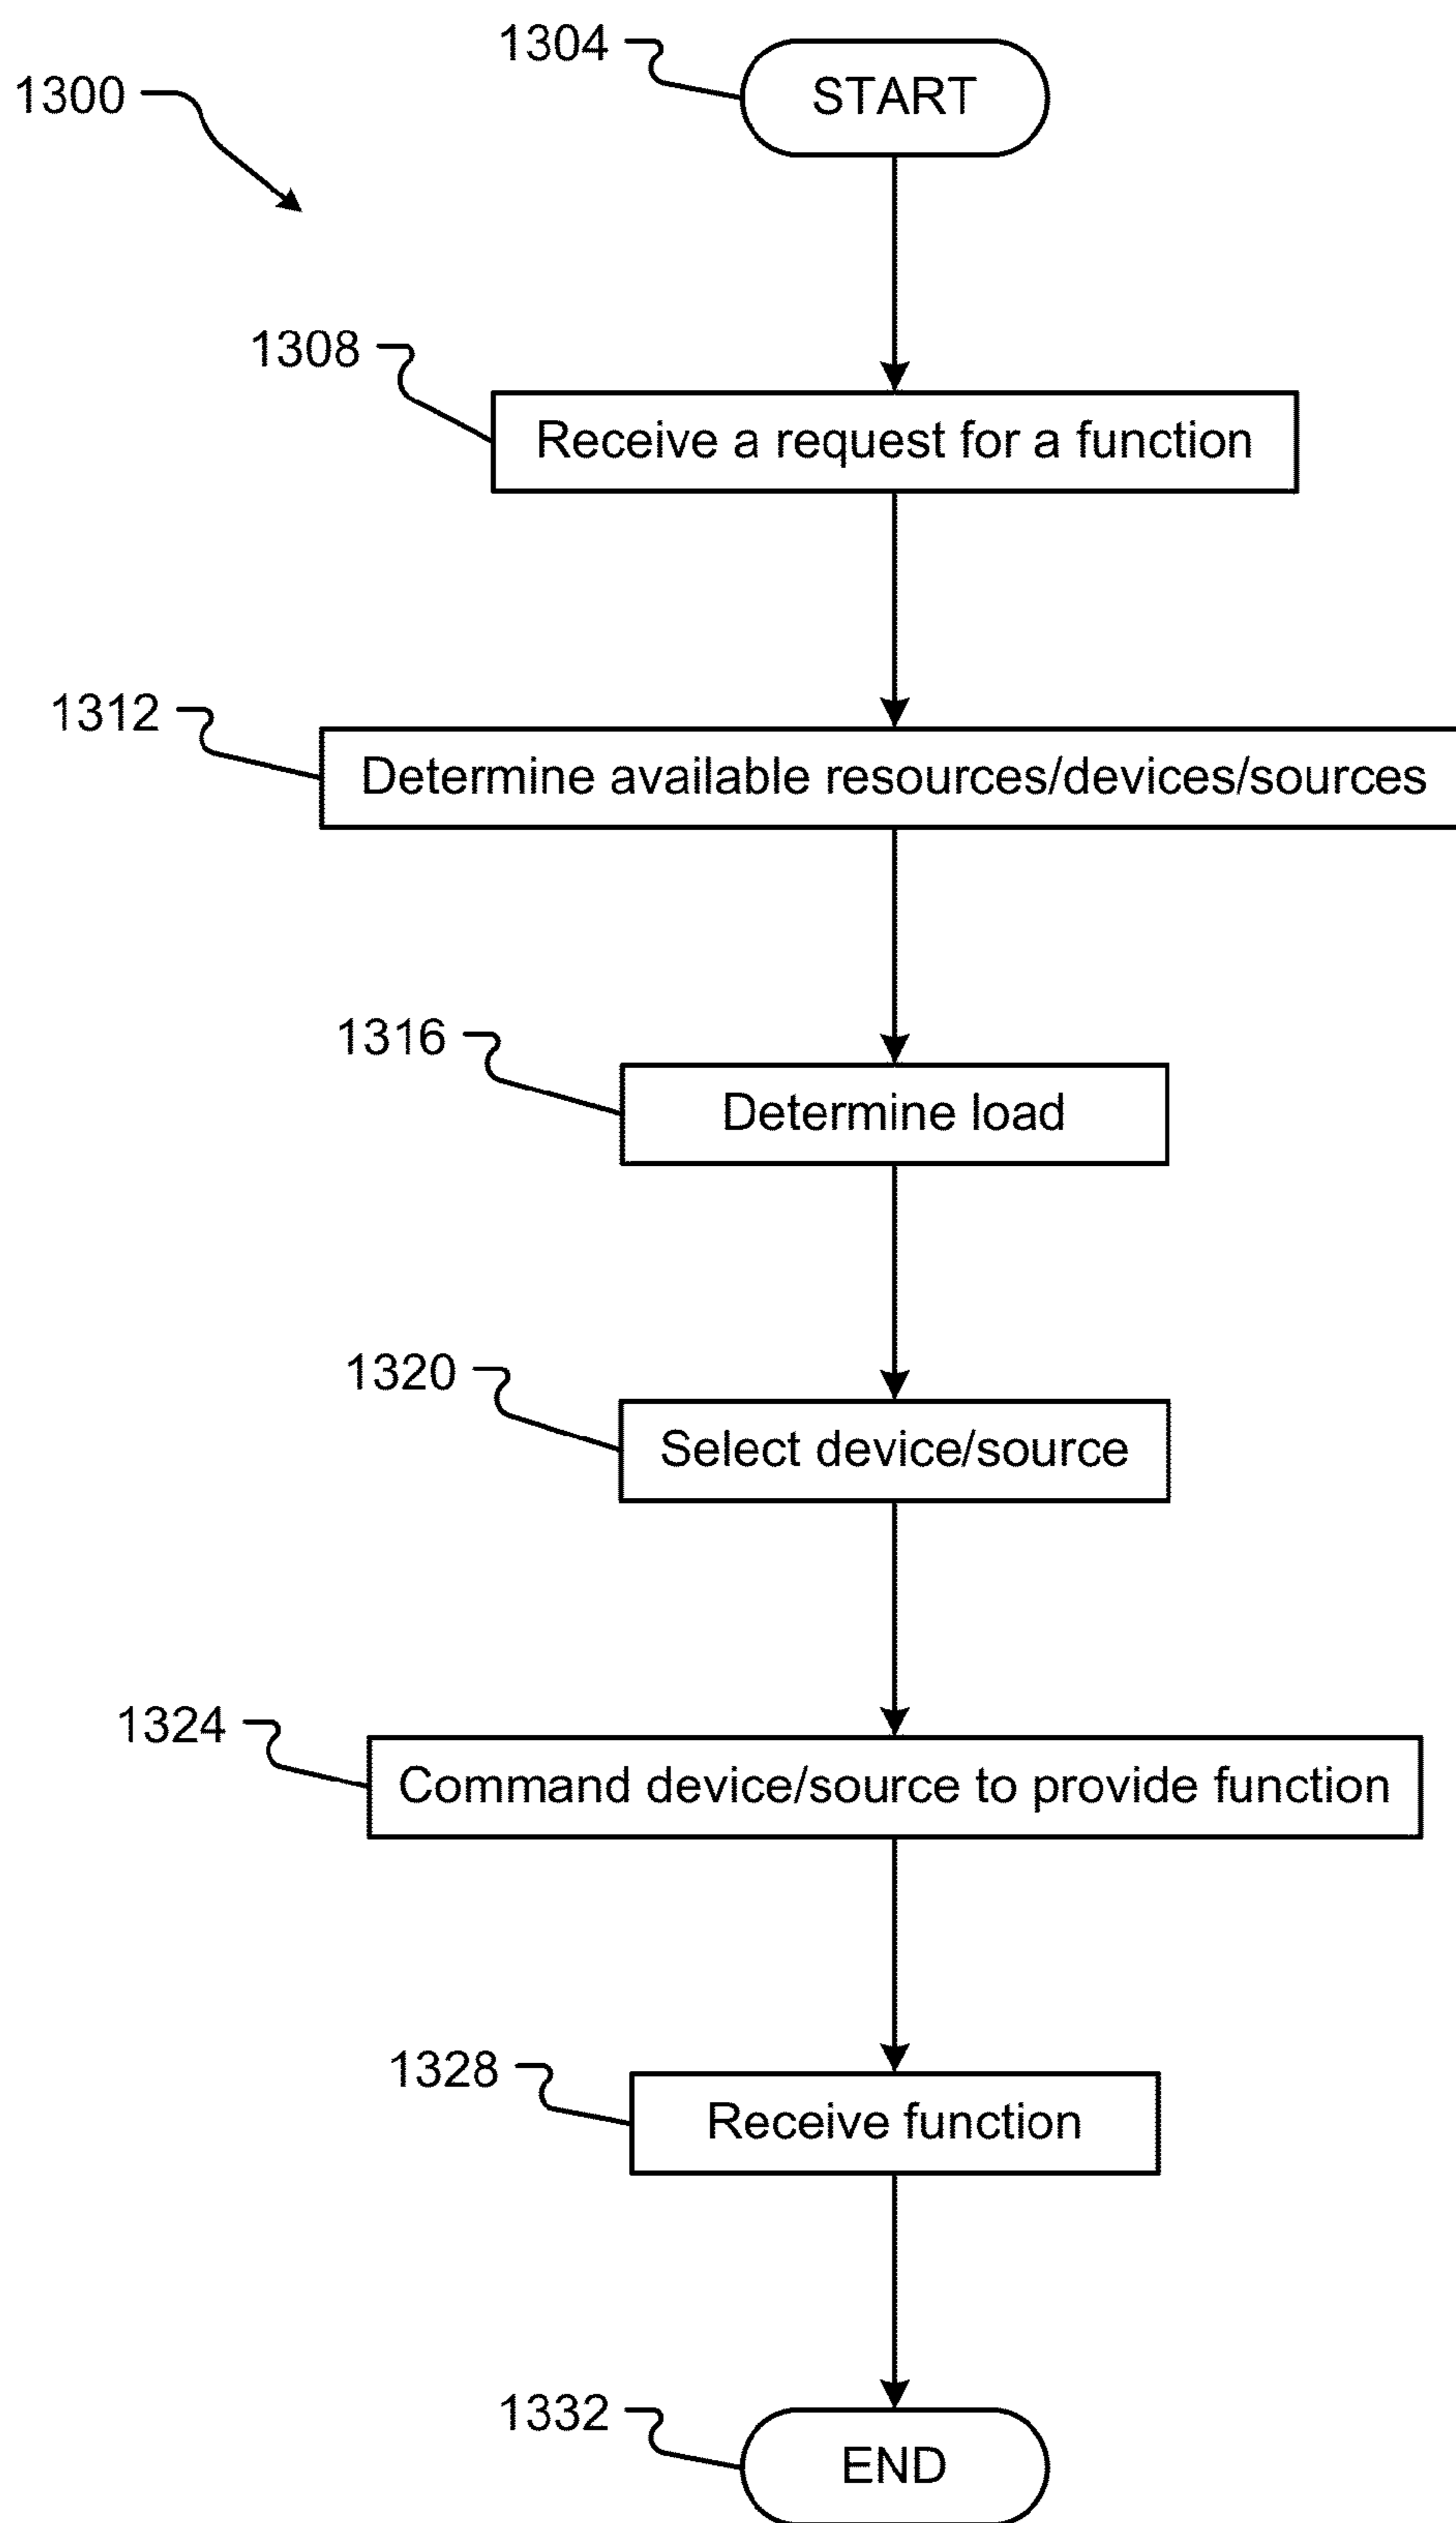 1304
START
1300
1308
Receive a request for a function
1312
Determine available resources/devices/sources
1316
Determine load
1320
Select device/source
1324
Command device/source to provide function
1328
Receive function
1332
END